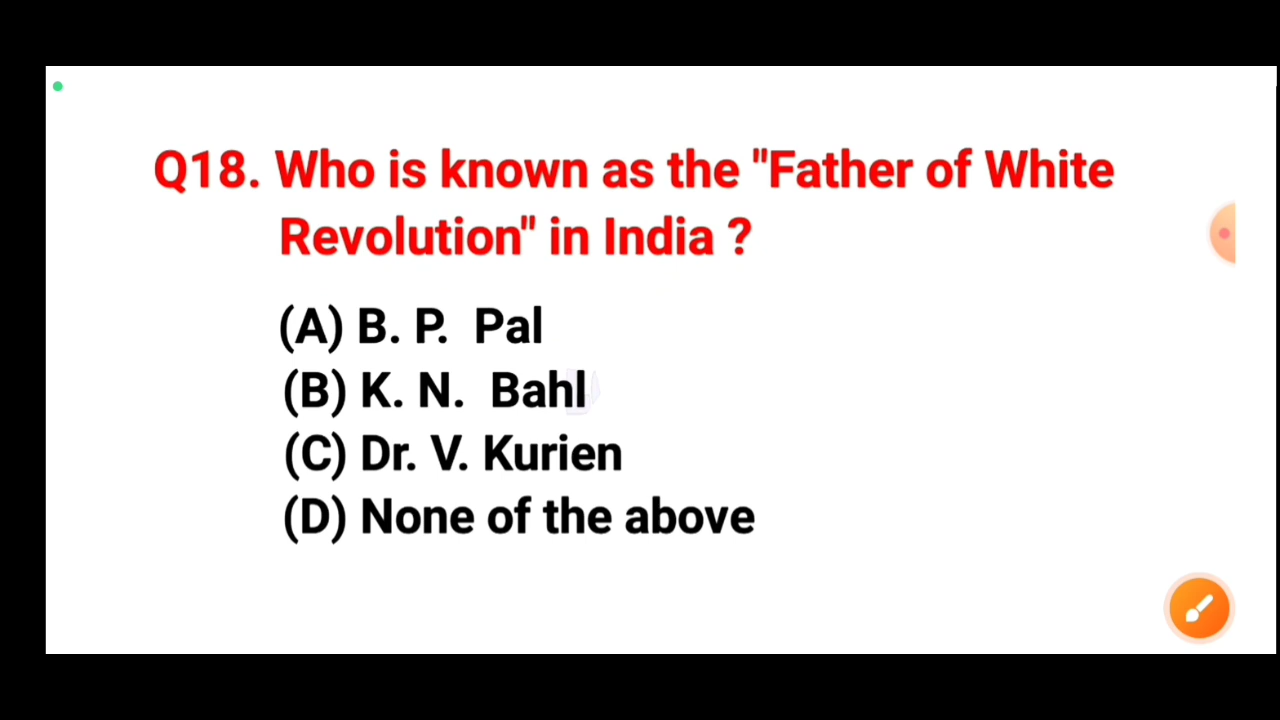 Q18. Who is known as the "Father of White
Revolution" in India ?
(A) B. P. Pal
(B) K. N. Bahl
(C) Dr. V. Kurien
(D) None of the above